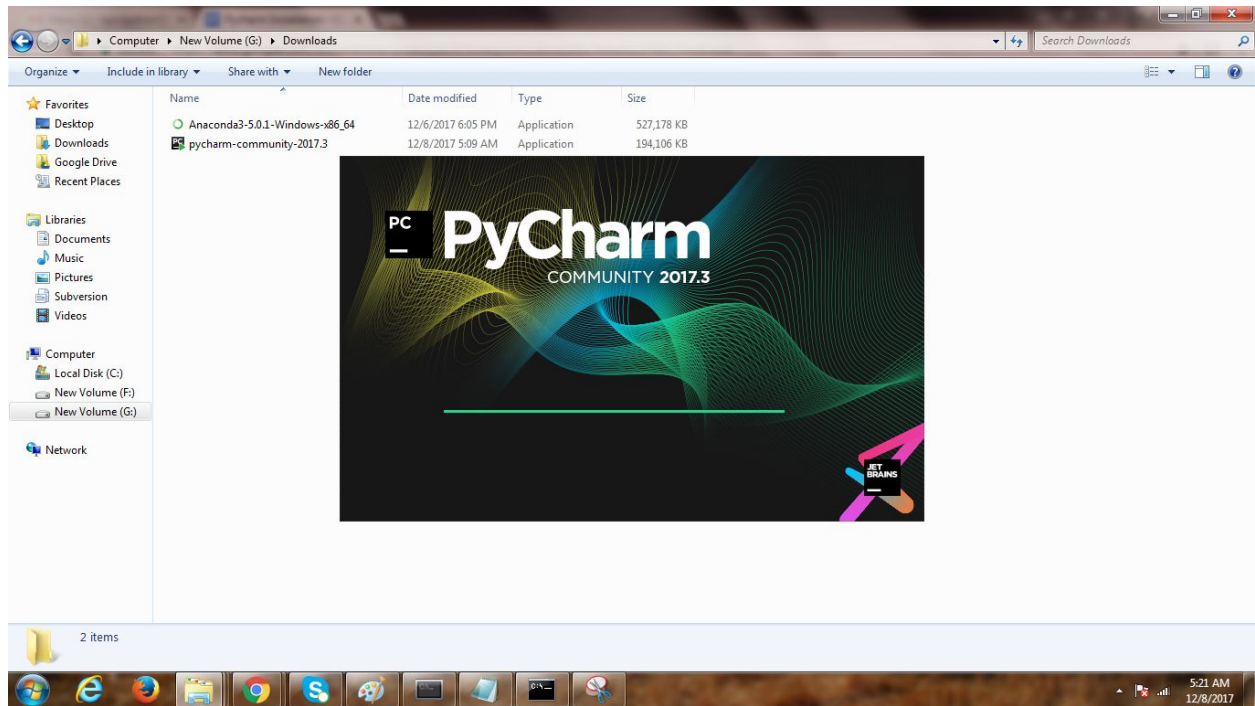 Computer ▸ New Volume (G:) ▸ Downloads
Search Downloads
Organize Include in library Share with New folder
Name Date modified Type Size
Anaconda3-5.0.1-Windows-x86_64 12/6/2017 6:05 PM Application 527,178 KB
pycharm-community-2017.3 12/8/2017 5:09 AM Application 194,106 KB
Favorites
Desktop
Downloads
Google Drive
Recent Places
Libraries
Documents
Music
Pictures
Subversion
Videos
Computer
Local Disk (C:)
New Volume (F:)
New Volume (G:)
Network
PC PyCharm
COMMUNITY 2017.3
JET
BRAINS
2 items
5:21 AM
12/8/2017